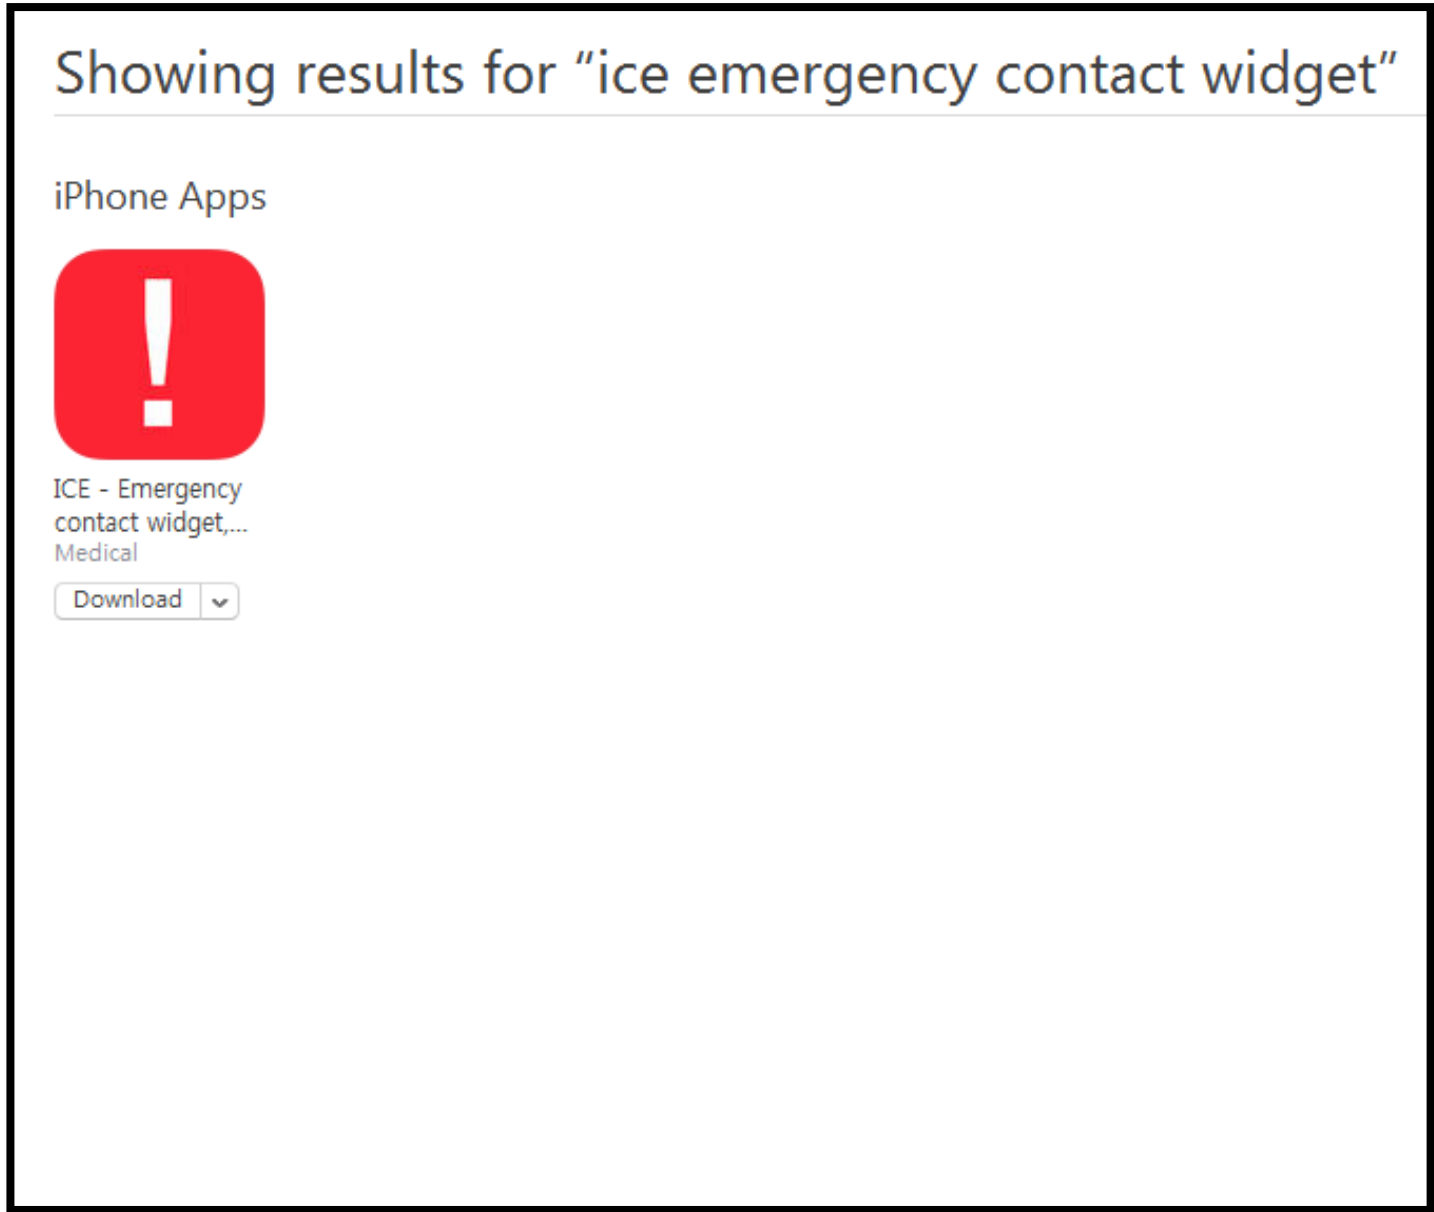 Showing results for “ice emergency contact widget”
iPhone Apps
!
ICE - Emergency
contact widget,...
Medical
Download